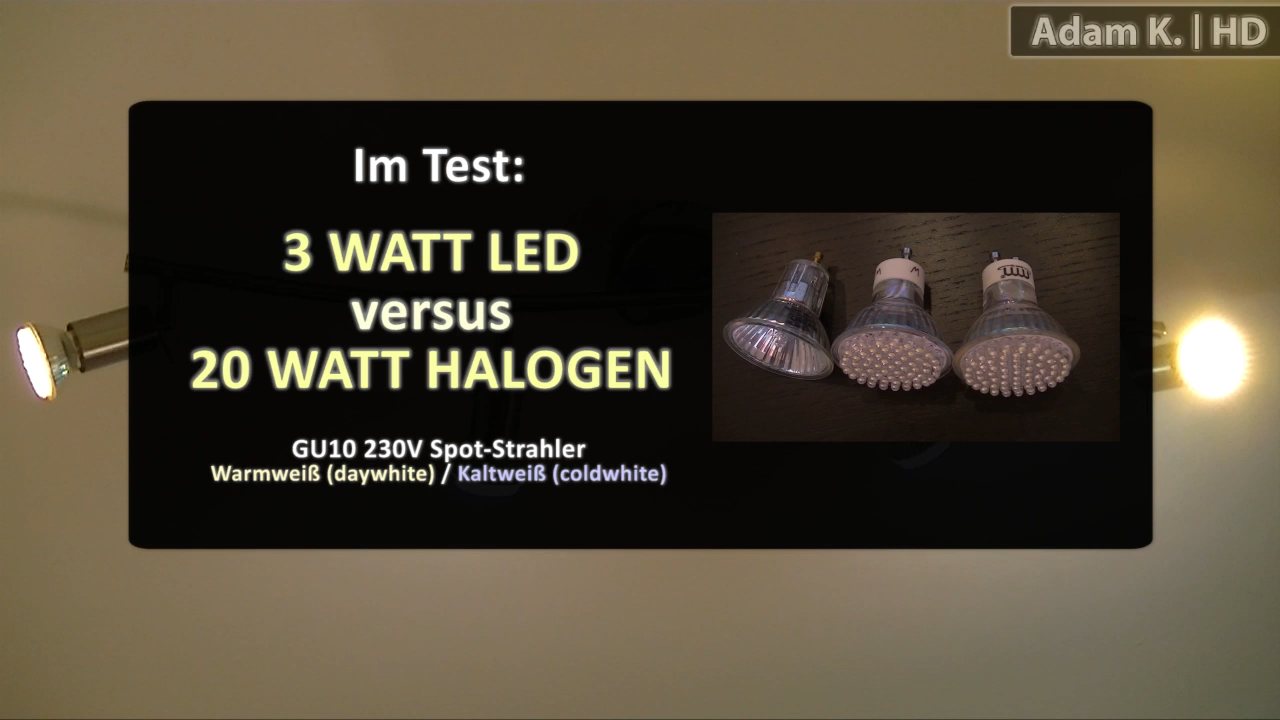 Adam K. | HD
Im Test:
3 WATT LED
versus
20 WATT HALOGEN
GU10 230V Spot-Strahler
Warmweiß (daywhite) / Kaltweiß (coldwhite)